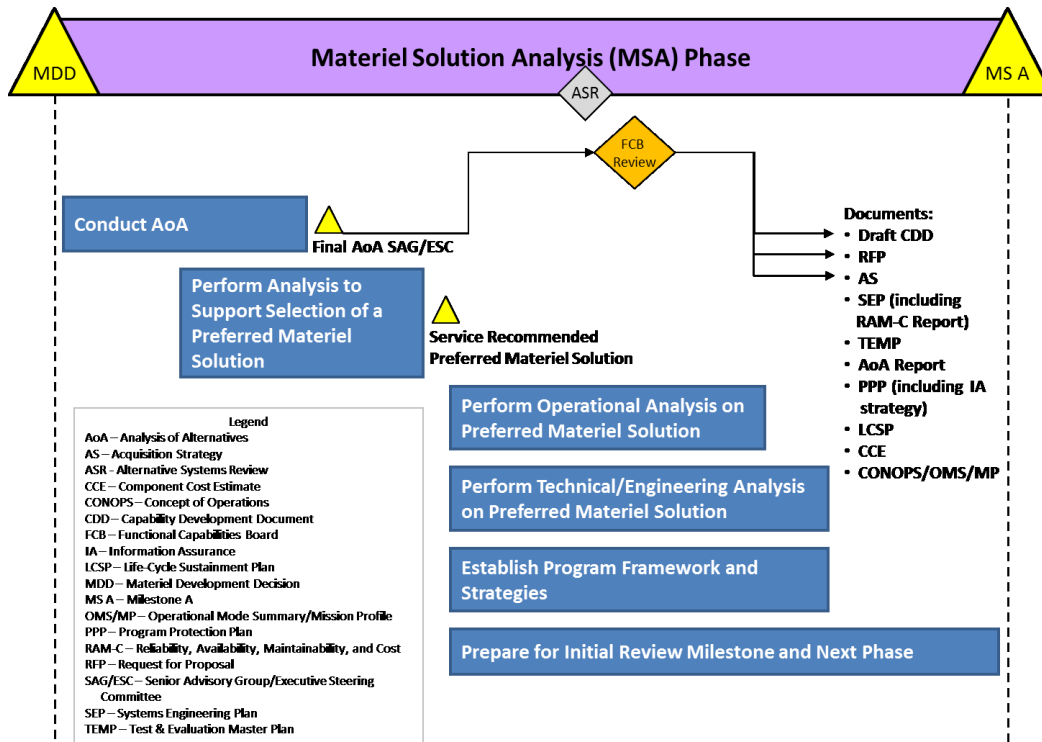 Materiel Solution Analysis (MSA) Phase
MDD
MS A
ASR
FCB
Review
Conduct AoA
Final AoA SAG/ESC
Perform Analysis to
Support Selection of a
Preferred Materiel
Solution
Service Recommended
Preferred Materiel Solution
Perform Operational Analysis on
Preferred Materiel Solution
Perform Technical/Engineering Analysis
on Preferred Materiel Solution
Establish Program Framework and
Strategies
Prepare for Initial Review Milestone and Next Phase
Documents:
• Draft CDD
• RFP
• AS
• SEP (including
RAM-C Report)
• TEMP
• AoA Report
• PPP (including IA
strategy)
• LCSP
• CCE
• CONOPS/OMS/MP
Legend
AoA – Analysis of Alternatives
AS – Acquisition Strategy
ASR - Alternative Systems Review
CCE – Component Cost Estimate
CONOPS – Concept of Operations
CDD – Capability Development Document
FCB – Functional Capabilities Board
IA – Information Assurance
LCSP – Life-Cycle Sustainment Plan
MDD – Materiel Development Decision
MS A – Milestone A
OMS/MP – Operational Mode Summary/Mission Profile
PPP – Program Protection Plan
RAM-C – Reliability, Availability, Maintainability, and Cost
RFP – Request for Proposal
SAG/ESC – Senior Advisory Group/Executive Steering
Committee
SEP – Systems Engineering Plan
TEMP – Test & Evaluation Master Plan